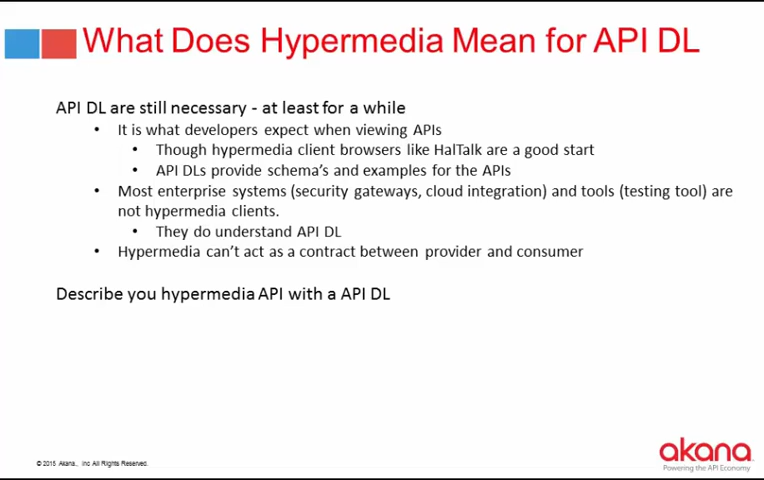 What Does Hypermedia Mean for API DL
API DL are still necessary - at least for a while
• It is what developers expect when viewing APIs
• Though hypermedia client browsers like HalTalk are a good start
• API DLs provide schema's and examples for the APIs
• Most enterprise systems (security gateways, cloud integration) and tools (testing tool) are
not hypermedia clients.
• They do understand API DL
• Hypermedia can't act as a contract between provider and consumer
Describe you hypermedia API with a API DL
akana
Powering the API Economy
© 2015 Akana., Inc All Rights Reserved.